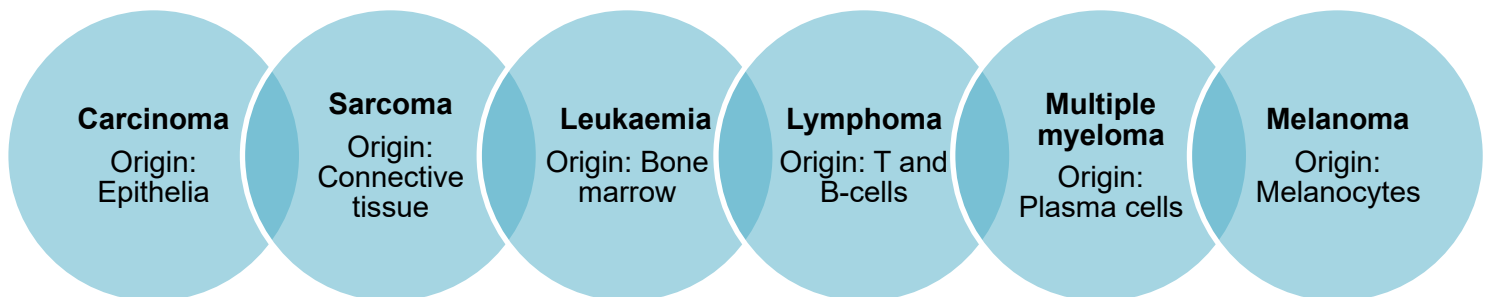 Carcinoma
Origin:
Epithelia
Sarcoma
Origin:
Connective
tissue
Leukaemia
Origin: Bone
marrow
Lymphoma
Origin: T and
B-cells
Multiple
myeloma
Origin:
Plasma cells
Melanoma
Origin:
Melanocytes